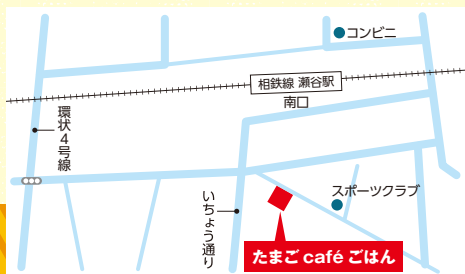 コンビニ
相鉄線 瀬谷駅
南口
環状4号線
いちょう通り
スポーツクラブ
たまご café ごはん